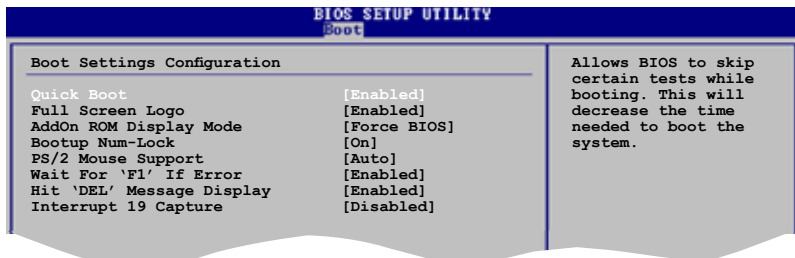 BIOS SETUP UTILITY
Boot
Boot Settings Configuration
Quick Boot [Enabled]
Full Screen Logo [Enabled]
AddOn ROM Display Mode [Force BIOS]
Bootup Num-Lock [On]
PS/2 Mouse Support [Auto]
Wait For ‘F1’ If Error [Enabled]
Hit ‘DEL’ Message Display [Enabled]
Interrupt 19 Capture [Disabled]
Allows BIOS to skip
certain tests while
booting. This will
decrease the time
needed to boot the
system.